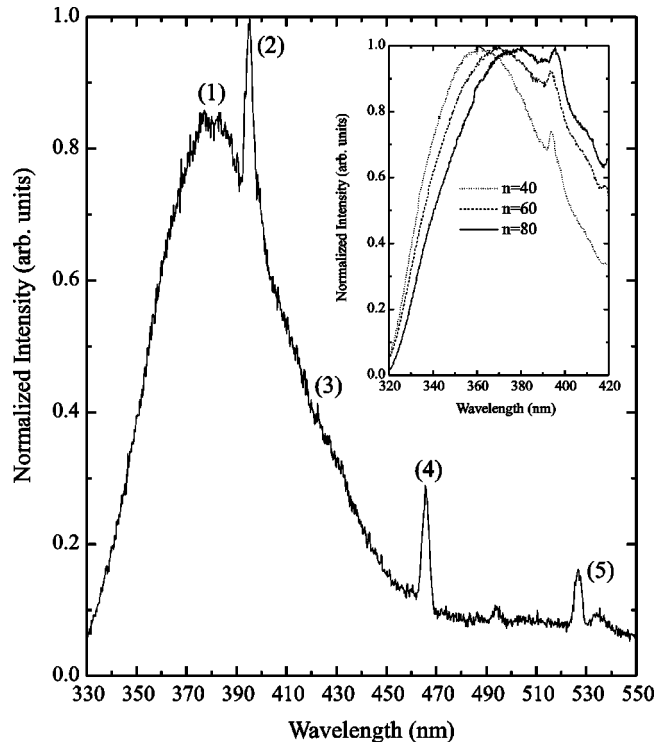 Normalized Intensity (arb. units)
1.0
0.8
0.6
0.4
0.2
0.0
330 350 370 390 410 430 450 470 490 510 530 550
Wavelength (nm)
(1)
(2)
(3)
(4)
(5)
Normalized Intensity (arb. units)
1.0
0.8
0.6
0.4
0.2
0.0
320 340 360 380 400 420
Wavelength (nm)
n=40
n=60
n=80